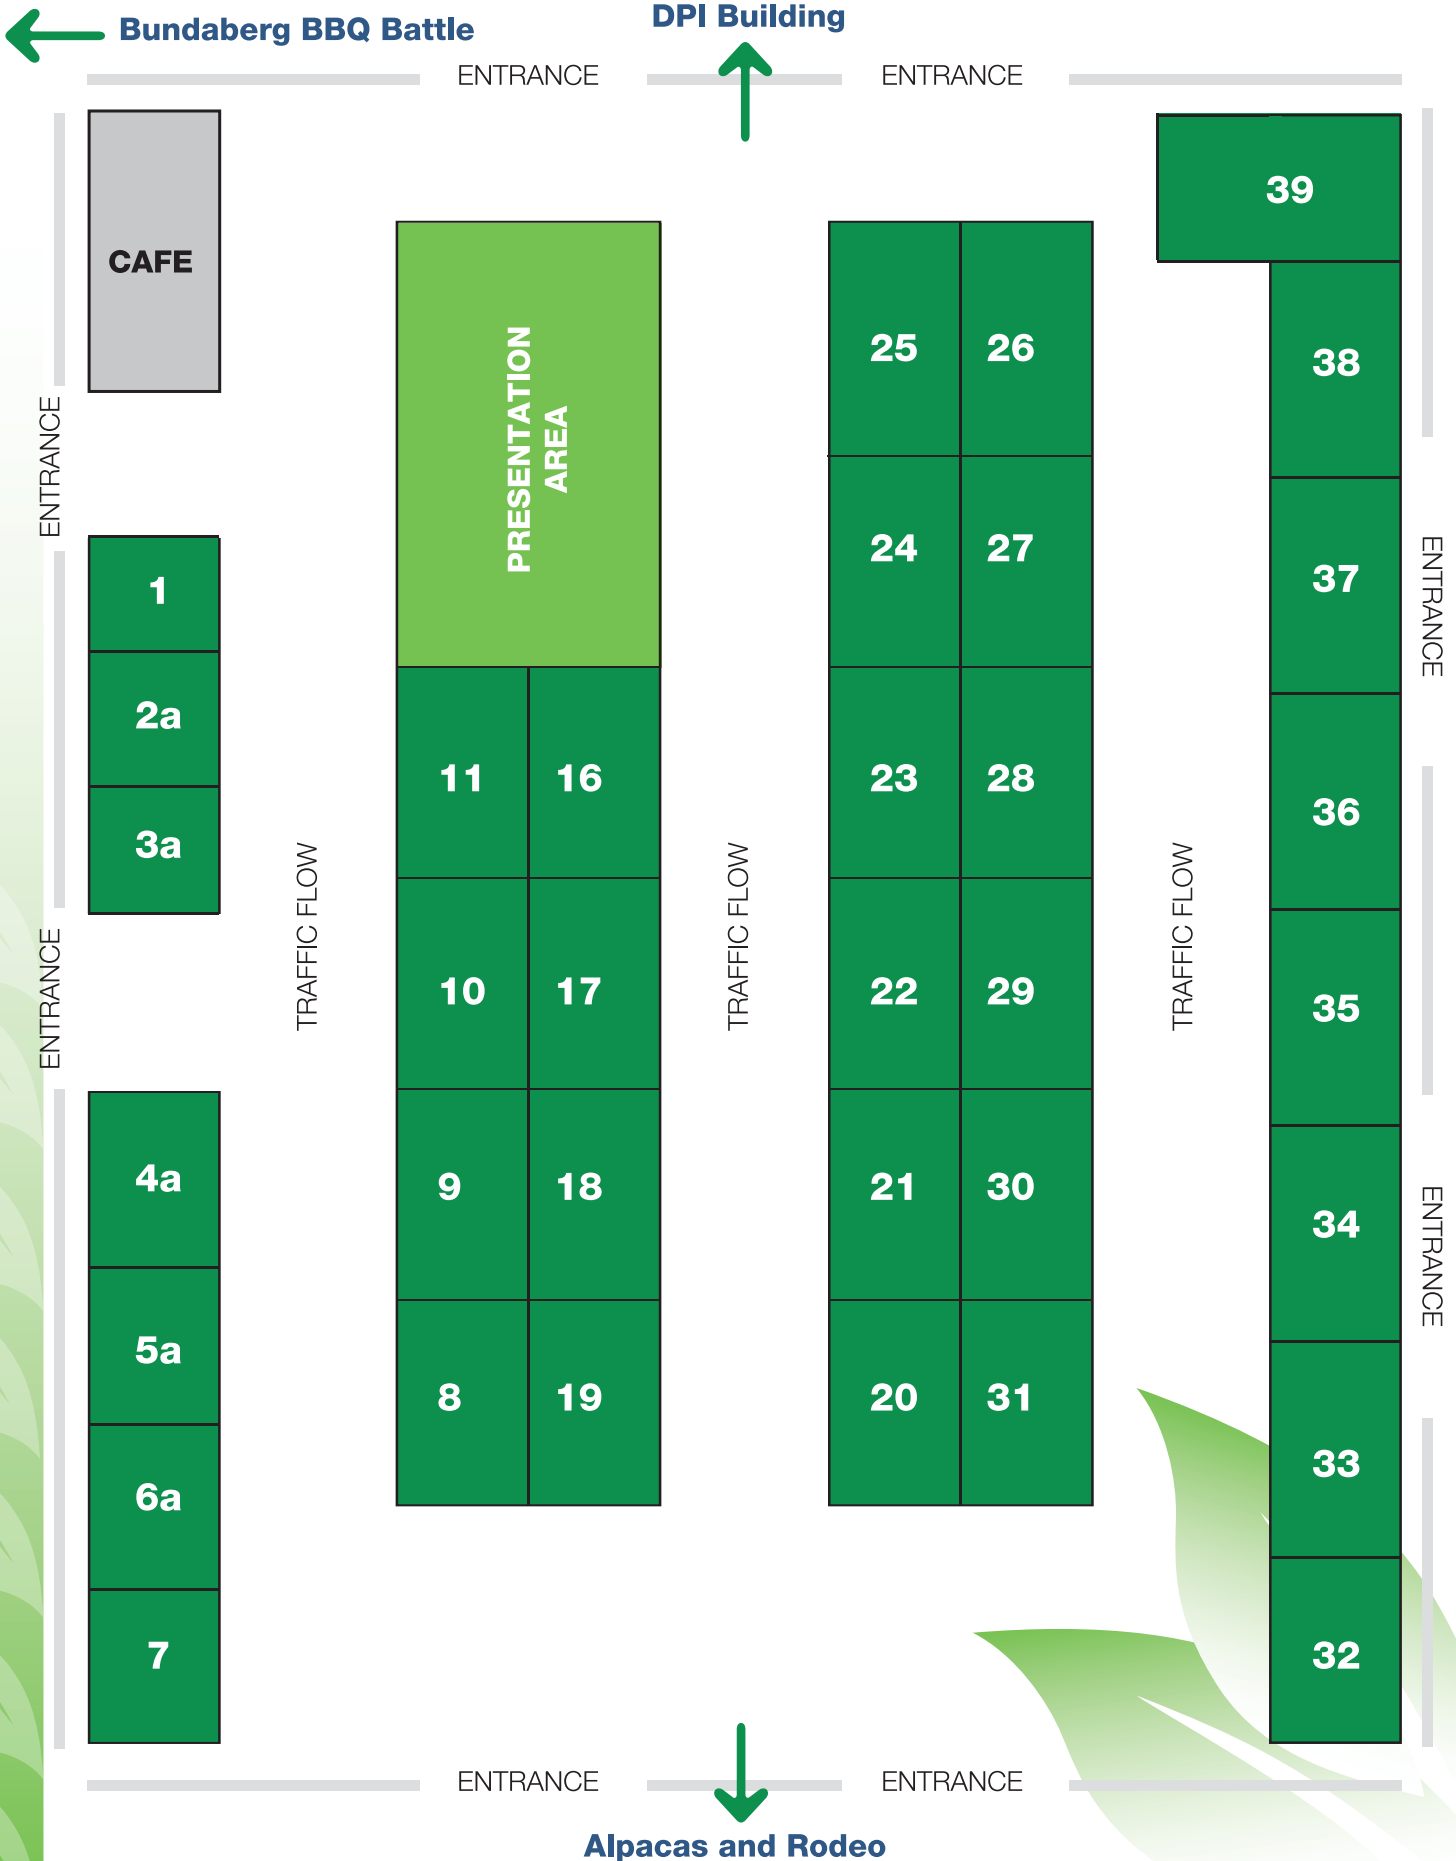 Bundaberg BBQ Battle
DPI Building
ENTRANCE
ENTRANCE
CAFE
39
PRESENTATION
AREA
25
26
38
ENTRANCE
24
27
1
37
ENTRANCE
2a
11
16
23
28
36
3a
TRAFFIC FLOW
TRAFFIC FLOW
TRAFFIC FLOW
ENTRANCE
10
17
22
29
35
4a
9
18
21
30
34
ENTRANCE
5a
8
19
20
31
33
6a
7
32
ENTRANCE
ENTRANCE
Alpacas and Rodeo